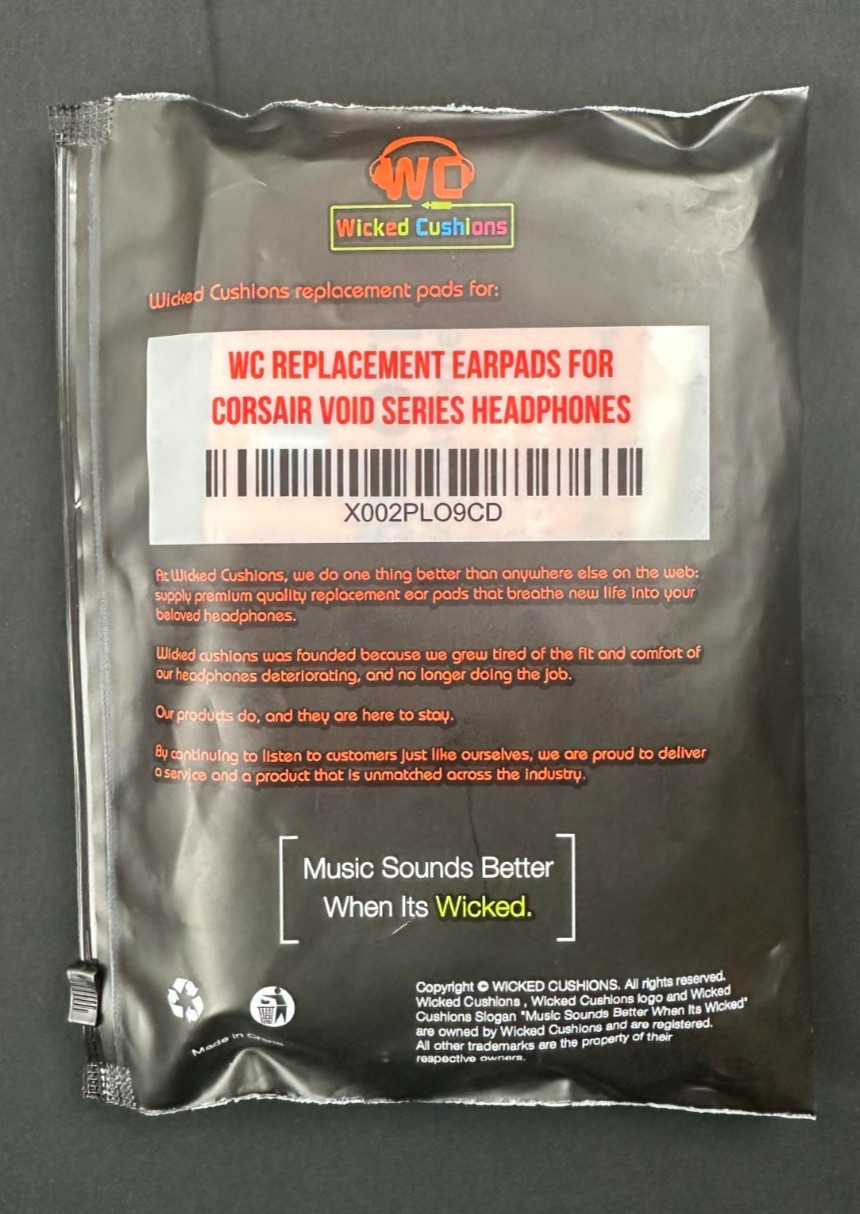 WC
Wicked Cushions
Wicked Cushions replacement pads for:
WC REPLACEMENT EARPADS FOR
CORSAIR VOID SERIES HEADPHONES
X002PLO9CD
At Wicked Cushions, we do one thing better than anywhere else on the web:
supply premium quality replacement ear pads that breathe new life into your
beloved headphones.
Wicked cushions was founded because we grew tired of the fit and comfort of
our headphones deteriorating, and no longer doing the job.
Our products do, and they are here to stay.
By continuing to listen to customers just like ourselves, we are proud to deliver
a service and a product that is unmatched across the industry.
Music Sounds Better
When Its Wicked.
Made in China
Copyright © WICKED CUSHIONS. All rights reserved.
Wicked Cushions , Wicked Cushions logo and Wicked
Cushions Slogan "Music Sounds Better When Its Wicked"
are owned by Wicked Cushions and are registered.
All other trademarks are the property of their
respective owners.